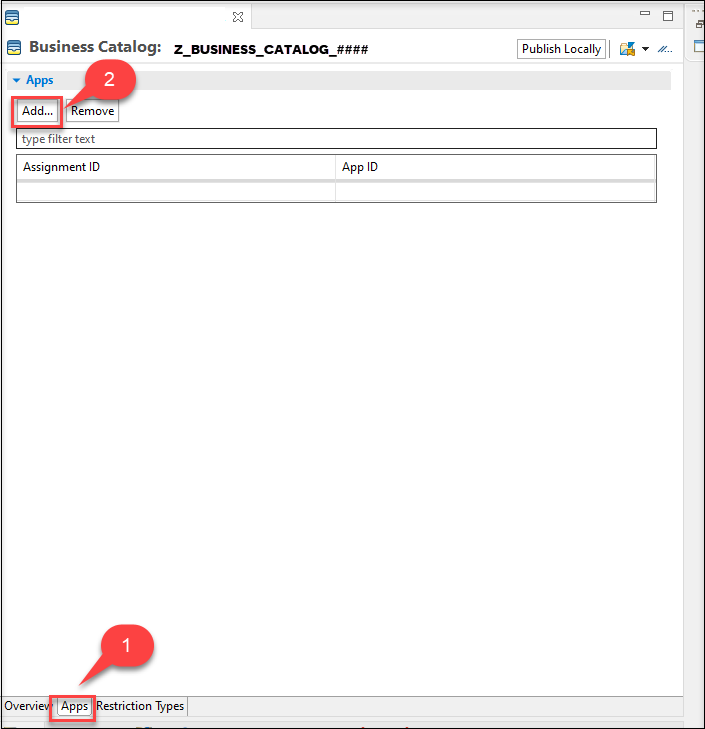 Business Catalog: Z_BUSINESS_CATALOG_####
Publish Locally
Apps
2
Add...
Remove
type filter text
Assignment ID
App ID
1
Overview
Apps
Restriction Types